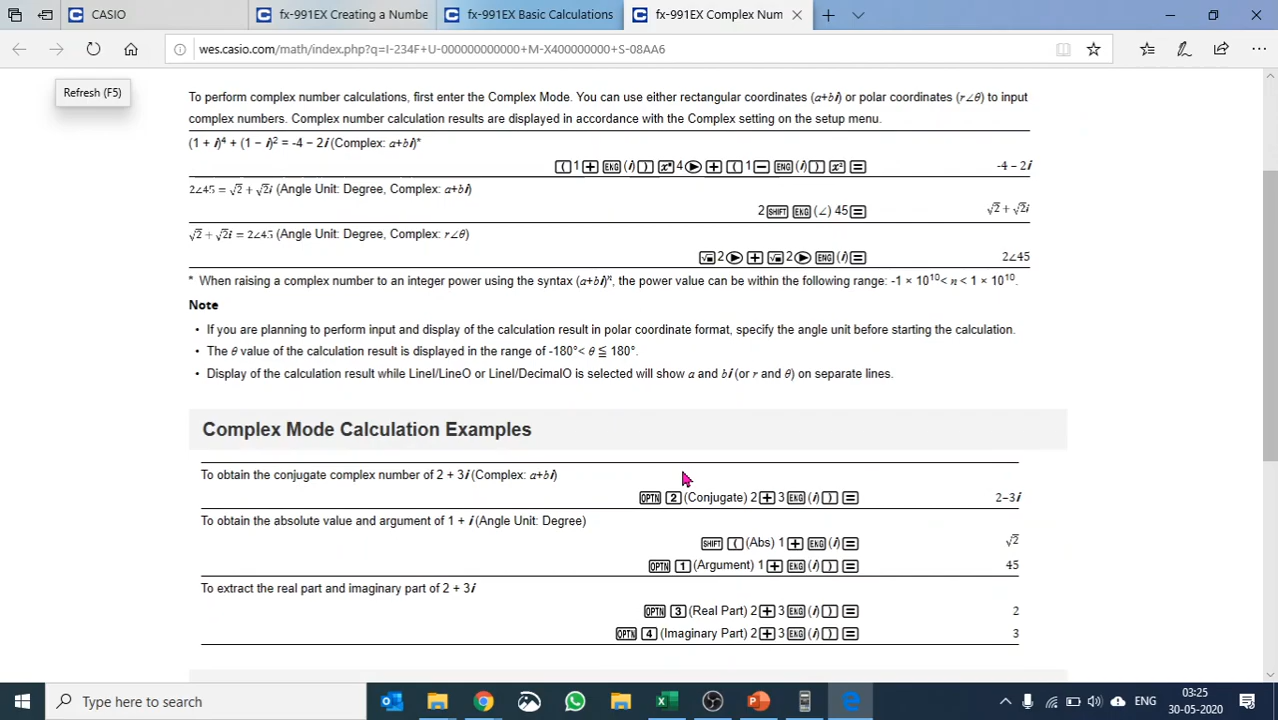 CASIO
fx-991EX Creating a Numbe
fx-991EX Basic Calculations
fx-991EX Complex Num
wes.casio.com/math/index.php?q=I-234F+U-000000000000+M-X400000000+S-08AA6
Refresh (F5)
To perform complex number calculations, first enter the Complex Mode. You can use either rectangular coordinates (a+bi) or polar coordinates (r∠θ) to input
complex numbers. Complex number calculation results are displayed in accordance with the Complex setting on the setup menu.
(1 + i)⁴ + (1 − i)² = -4 − 2i (Complex: a+bi)*
( 1 + ENG (i) ) x■ 4 ▶ + ( 1 − ENG (i) ) x² = -4 − 2i
2∠45 = √2 + √2i (Angle Unit: Degree, Complex: a+bi)
2 SHIFT ENG (∠) 45 = √2 + √2i
√2 + √2i = 2∠45 (Angle Unit: Degree, Complex: r∠θ)
√■ 2 ▶ + √■ 2 ▶ ENG (i) = 2∠45
* When raising a complex number to an integer power using the syntax (a+bi)ⁿ, the power value can be within the following range: -1 × 10¹⁰ < n < 1 × 10¹⁰.
Note
• If you are planning to perform input and display of the calculation result in polar coordinate format, specify the angle unit before starting the calculation.
• The θ value of the calculation result is displayed in the range of -180° < θ ≦ 180°.
• Display of the calculation result while LineI/LineO or LineI/DecimalO is selected will show a and bi (or r and θ) on separate lines.
Complex Mode Calculation Examples
To obtain the conjugate complex number of 2 + 3i (Complex: a+bi)
OPTN 2 (Conjugate) 2 + 3 ENG (i) ) = 2−3i
To obtain the absolute value and argument of 1 + i (Angle Unit: Degree)
SHIFT ( (Abs) 1 + ENG (i) = √2
OPTN 1 (Argument) 1 + ENG (i) ) = 45
To extract the real part and imaginary part of 2 + 3i
OPTN 3 (Real Part) 2 + 3 ENG (i) ) = 2
OPTN 4 (Imaginary Part) 2 + 3 ENG (i) ) = 3
Type here to search
ENG
03:25
30-05-2020